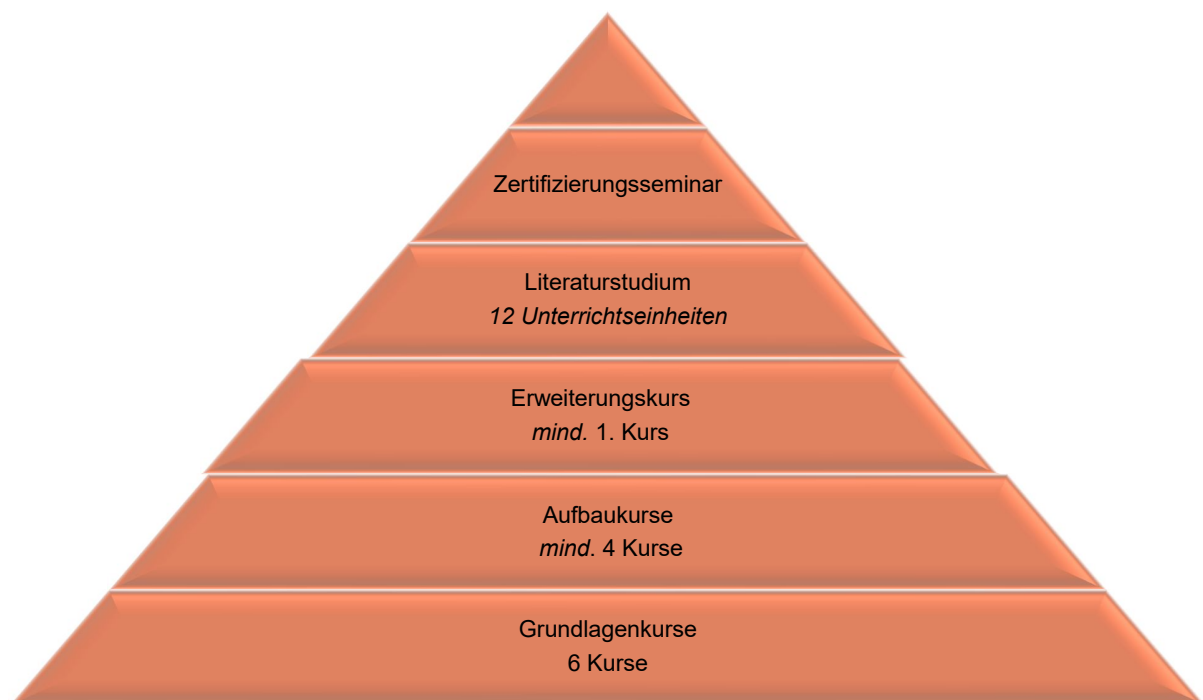 Zertifizierungsseminar
Literaturstudium
12 Unterrichtseinheiten
Erweiterungskurs
mind. 1. Kurs
Aufbaukurse
mind. 4 Kurse
Grundlagenkurse
6 Kurse